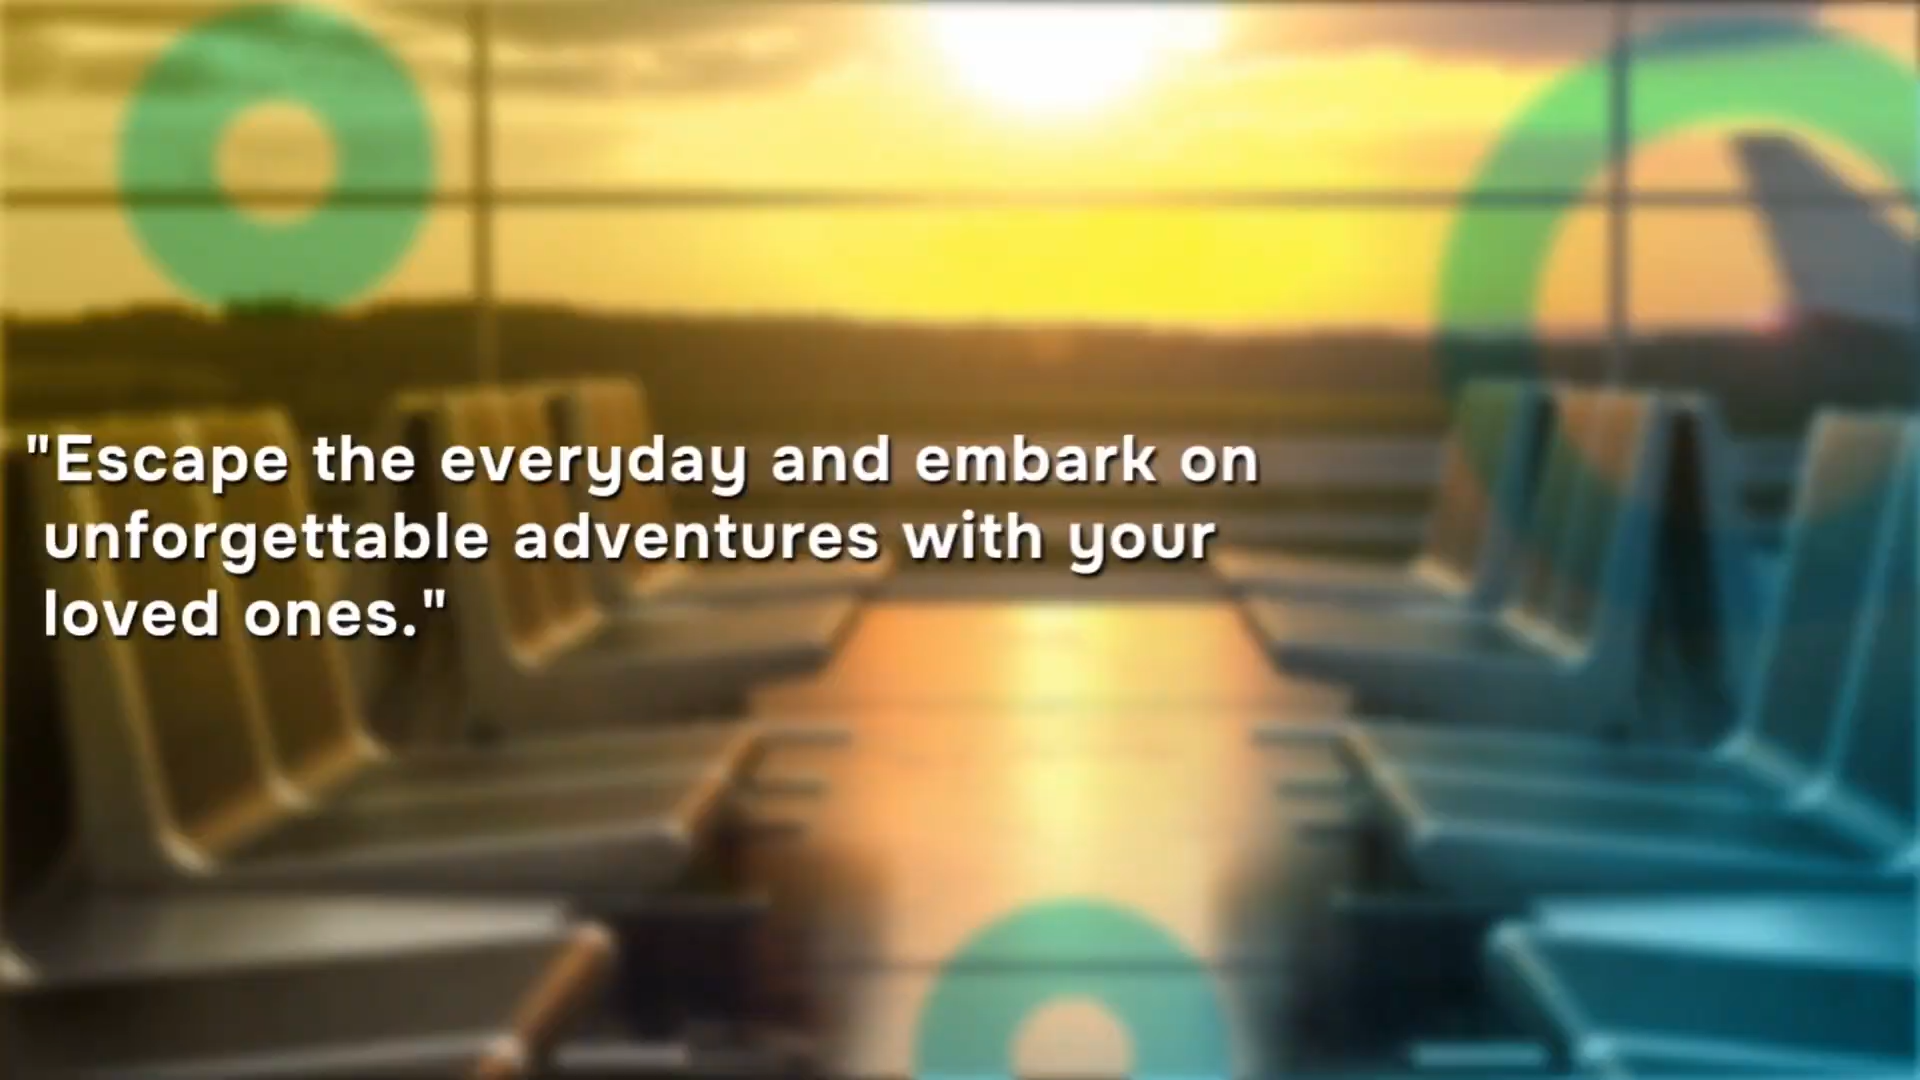 "Escape the everyday and embark on
unforgettable adventures with your
loved ones."